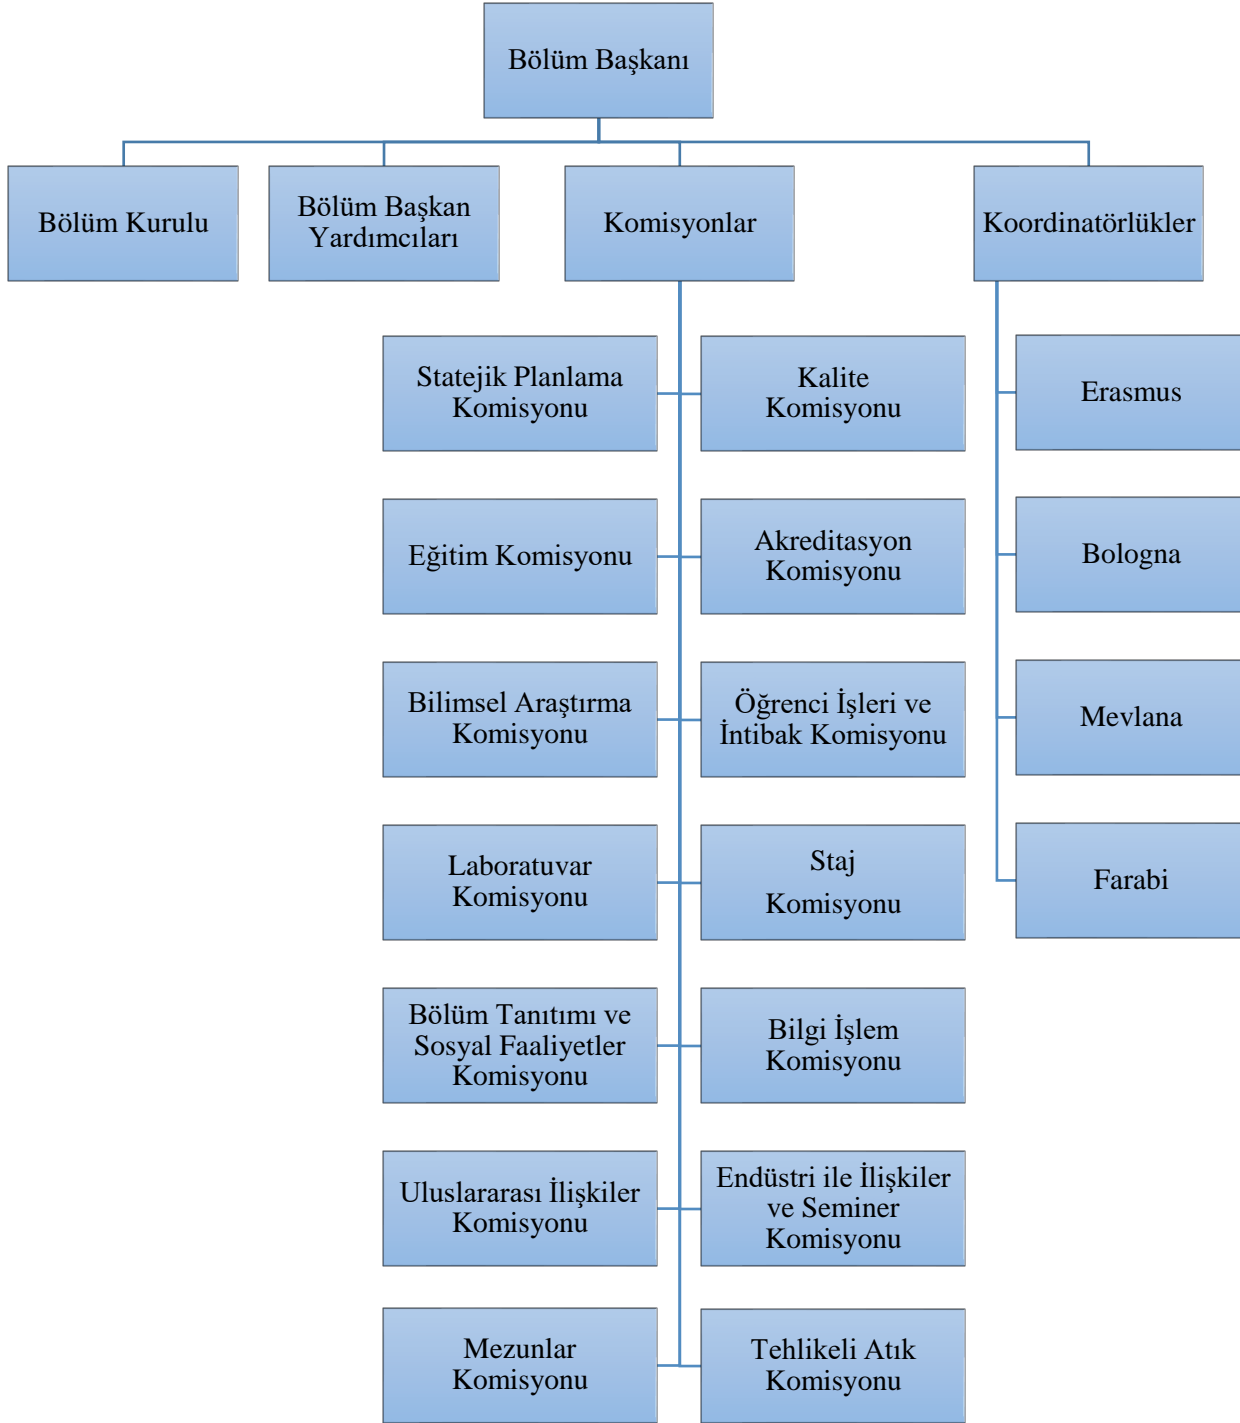 Bölüm Başkanı
Bölüm Kurulu
Bölüm Başkan
Yardımcıları
Komisyonlar
Koordinatörlükler
Statejik Planlama
Komisyonu
Kalite
Komisyonu
Eğitim Komisyonu
Akreditasyon
Komisyonu
Bilimsel Araştırma
Komisyonu
Öğrenci İşleri ve
İntibak Komisyonu
Laboratuvar
Komisyonu
Staj
Komisyonu
Bölüm Tanıtımı ve
Sosyal Faaliyetler
Komisyonu
Bilgi İşlem
Komisyonu
Uluslararası İlişkiler
Komisyonu
Endüstri ile İlişkiler
ve Seminer
Komisyonu
Mezunlar
Komisyonu
Tehlikeli Atık
Komisyonu
Erasmus
Bologna
Mevlana
Farabi